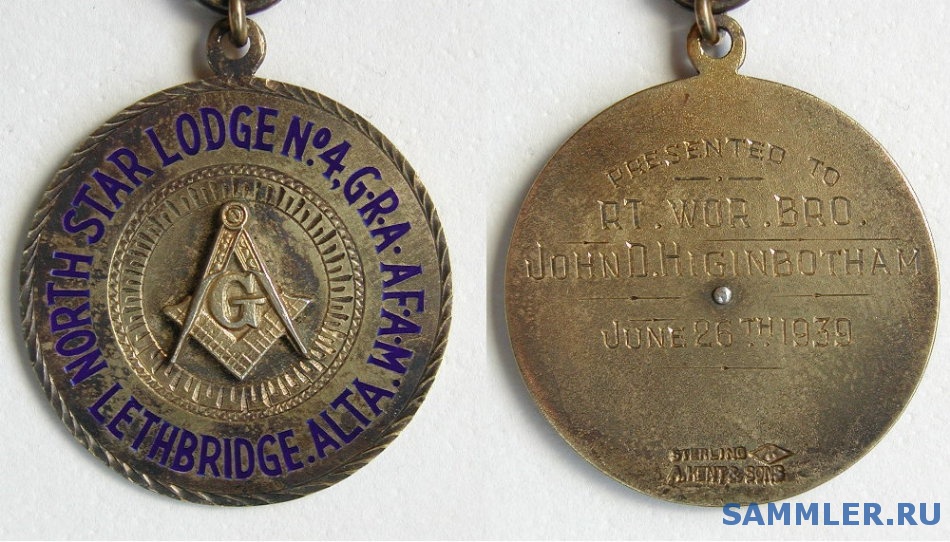 NORTH STAR LODGE No. 4, G.R.A. A.F.&A.M.
NORTH LETHBRIDGE. ALTA.
G
PRESENTED TO
RT. WOR. BRO.
JOHN D. HIGINBOTHAM
JUNE 26TH 1939
STERLING
A KENT & SONS
SAMMLER.RU